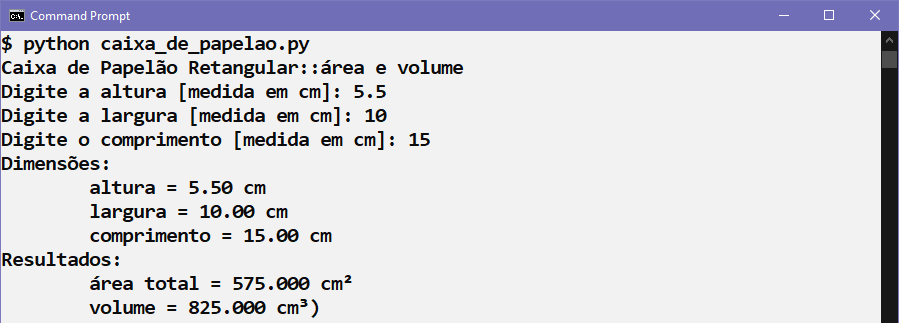 Command Prompt
$ python caixa_de_papelao.py
Caixa de Papelão Retangular::área e volume
Digite a altura [medida em cm]: 5.5
Digite a largura [medida em cm]: 10
Digite o comprimento [medida em cm]: 15
Dimensões:
altura = 5.50 cm
largura = 10.00 cm
comprimento = 15.00 cm
Resultados:
área total = 575.000 cm²
volume = 825.000 cm³)